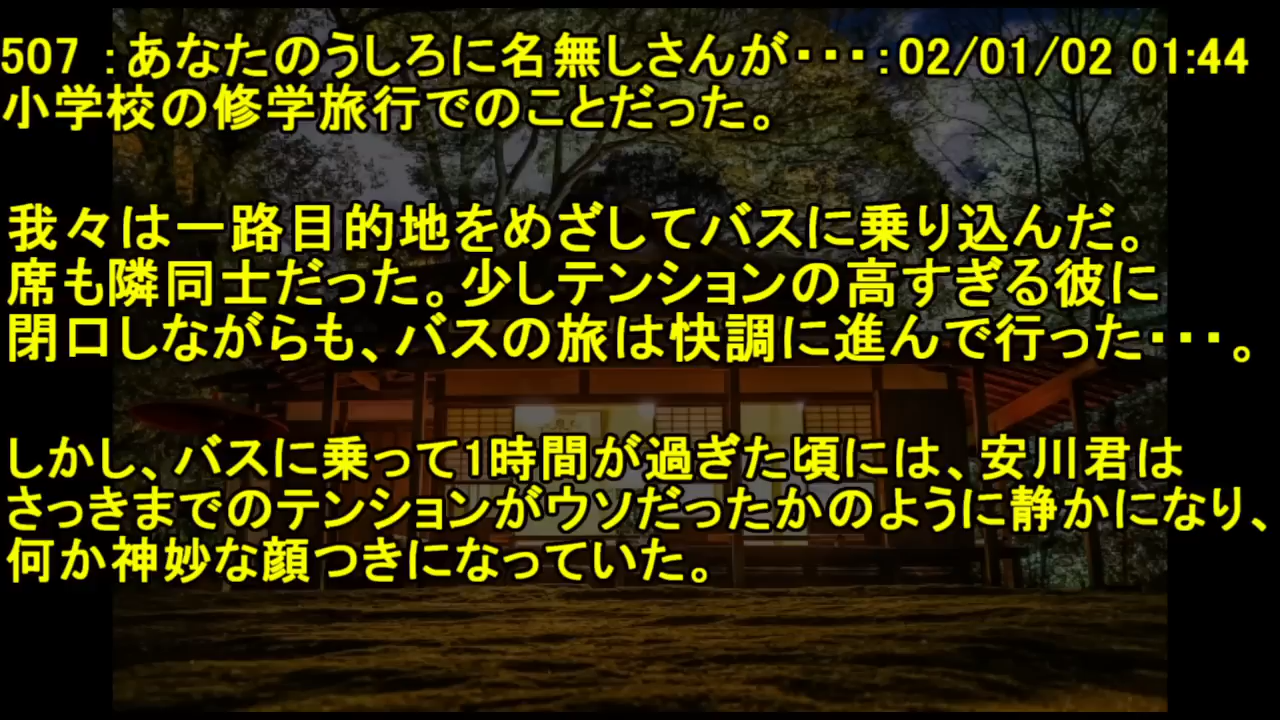 507 ：あなたのうしろに名無しさんが・・・：02/01/02 01:44
小学校の修学旅行でのことだった。
我々は一路目的地をめざしてバスに乗り込んだ。
席も隣同士だった。少しテンションの高すぎる彼に
閉口しながらも、バスの旅は快調に進んで行った・・・。
しかし、バスに乗って1時間が過ぎた頃には、安川君は
さっきまでのテンションがウソだったかのように静かになり、
何か神妙な顔つきになっていた。